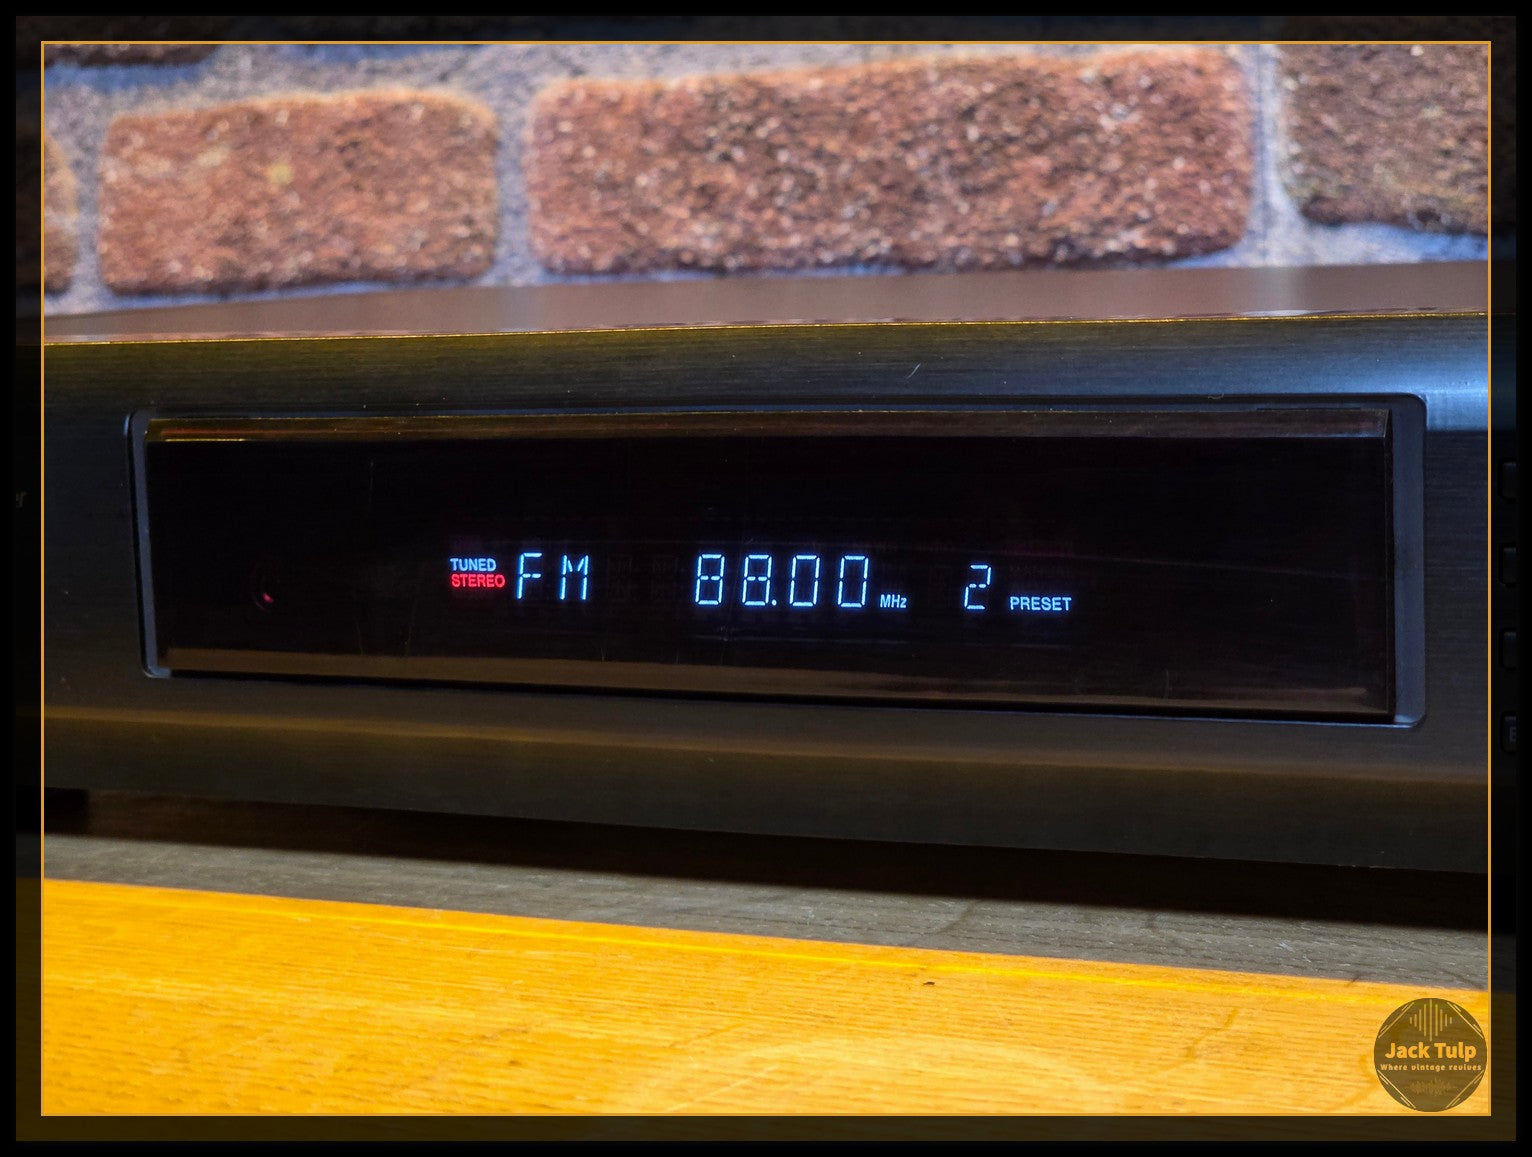 TUNED
STEREO
FM 88.00 MHz 2 PRESET
Jack Tulp
Where vintage revives